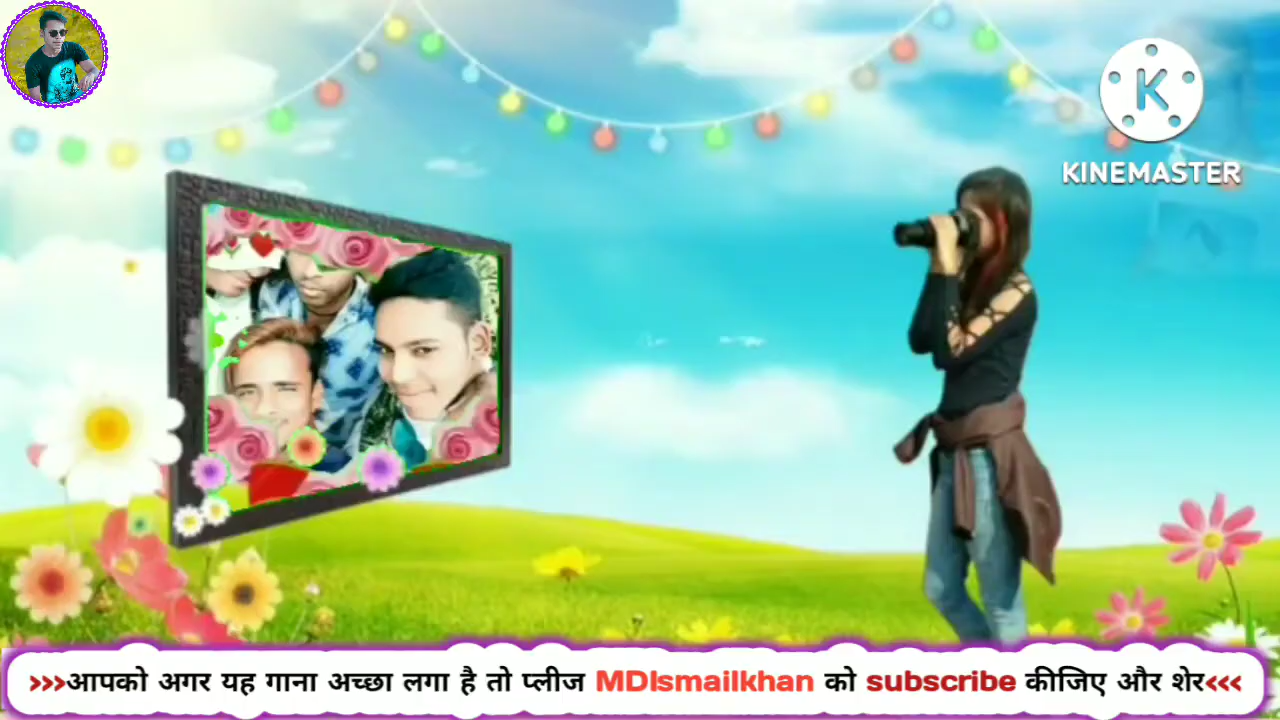 K
KINEMASTER
>>>आपको अगर यह गाना अच्छा लगा है तो प्लीज MDIsmailkhan को subscribe कीजिए और शेर<<<